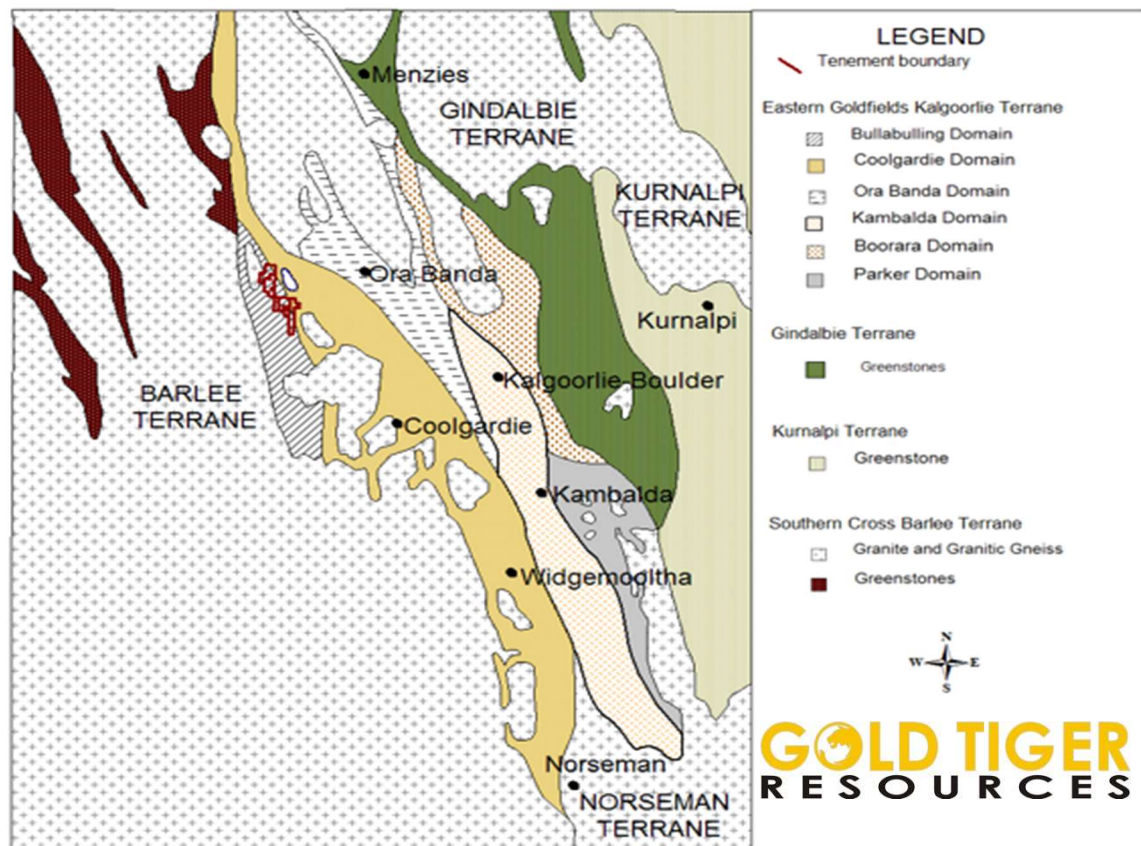 Menzies
GINDALBIE
TERRANE
KURNALPI
TERRANE
Ora Banda
Kurnalpi
Kalgoorlie-Boulder
BARLEE
TERRANE
Coolgardie
Kambalda
Widgemooltha
Norseman
NORSEMAN
TERRANE
LEGEND
Tenement boundary
Eastern Goldfields Kalgoorlie Terrane
Bullabulling Domain
Coolgardie Domain
Ora Banda Domain
Kambalda Domain
Boorara Domain
Parker Domain
Gindalbie Terrane
Greenstones
Kurnalpi Terrane
Greenstone
Southern Cross Barlee Terrane
Granite and Granitic Gneiss
Greenstones
N
W E
S
GOLD TIGER
RESOURCES